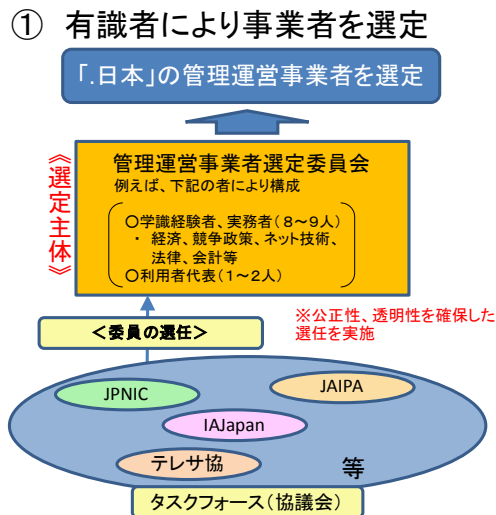 ① 有識者により事業者を選定
「.日本」の管理運営事業者を選定
《選定主体》
管理運営事業者選定委員会
例えば、下記の者により構成
○学識経験者、実務者(8~9人)
・ 経済、競争政策、ネット技術、
法律、会計等
○利用者代表(1~2人)
<委員の選任>
※公正性、透明性を確保した
選任を実施
JPNIC
JAIPA
IAJapan
テレサ協
等
タスクフォース(協議会)